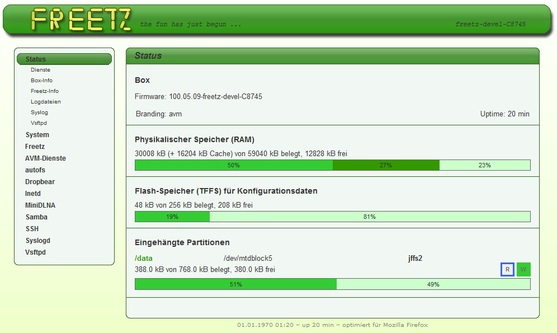 FREETZ
the fun has just begun ...
freetz-devel-C8745
Status
Dienste
Box-Info
Freetz-Info
Logdateien
Syslog
Vsftpd
System
Freetz
AVM-Dienste
autofs
Dropbear
Inetd
MiniDLNA
Samba
SSH
Syslogd
Vsftpd
Status
Box
Firmware: 100.05.09-freetz-devel-C8745
Branding: avm
Uptime: 20 min
Physikalischer Speicher (RAM)
30008 kB (+ 16204 kB Cache) von 59040 kB belegt, 12828 kB frei
50% 27% 23%
Flash-Speicher (TFFS) für Konfigurationsdaten
48 kB von 256 kB belegt, 208 kB frei
19% 81%
Eingehängte Partitionen
/data /dev/mtdblock5 jffs2
388.0 kB von 768.0 kB belegt, 380.0 kB frei
R W
51% 49%
01.01.1970 01:20 – up 20 min – optimiert für Mozilla Firefox